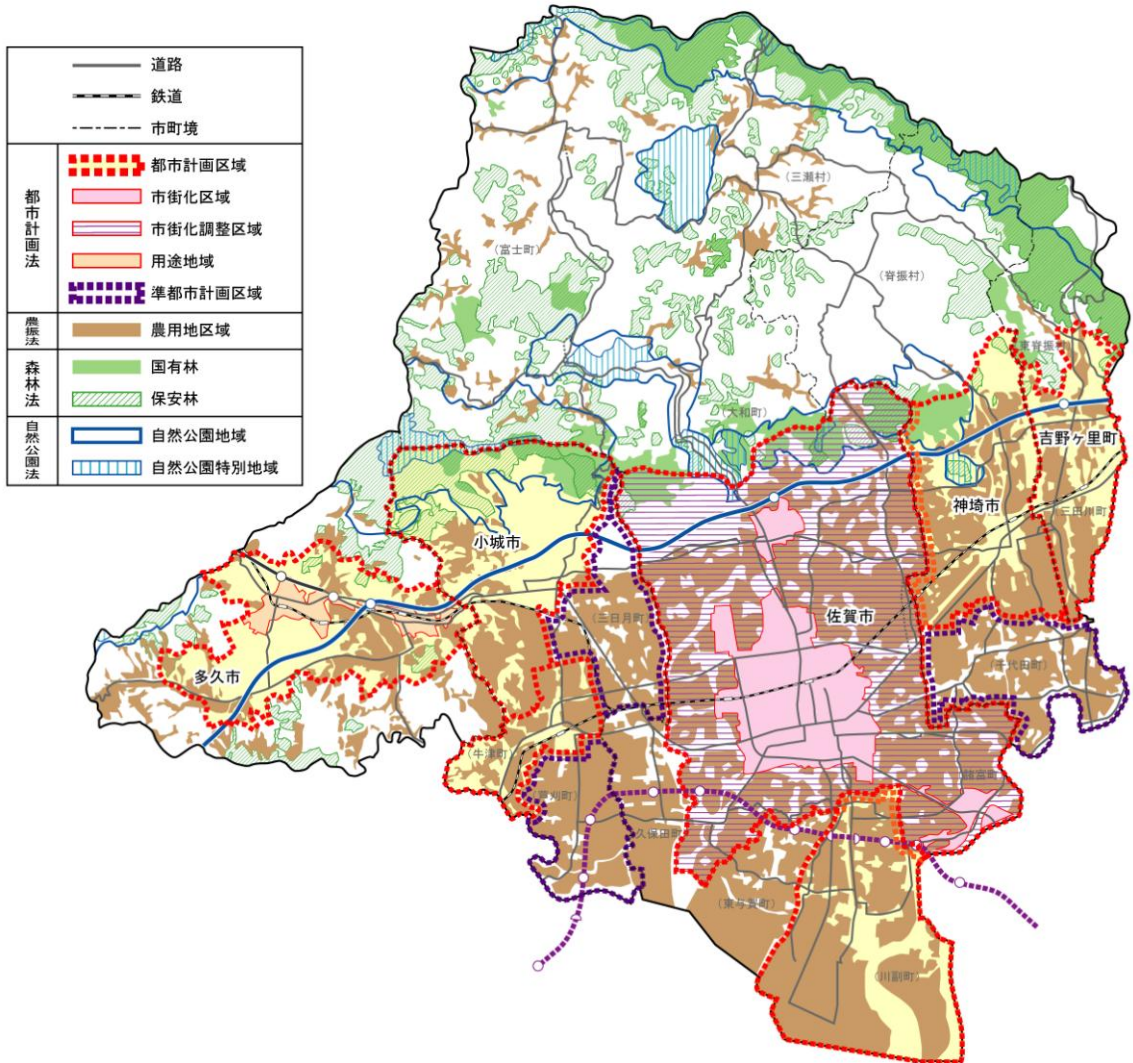 道路
鉄道
市町境
都市計画法
都市計画区域
市街化区域
市街化調整区域
用途地域
準都市計画区域
農振法
農用地区域
森林法
国有林
保安林
自然公園法
自然公園地域
自然公園特別地域
(三瀬村)
(富士町)
(脊振村)
(東脊振村)
(大和町)
吉野ヶ里町
神埼市
(三田川町)
小城市
佐賀市
(三日月町)
(千代田町)
多久市
(牛津町)
(諸富町)
(芦刈町)
(久保田町)
(東与賀町)
(川副町)